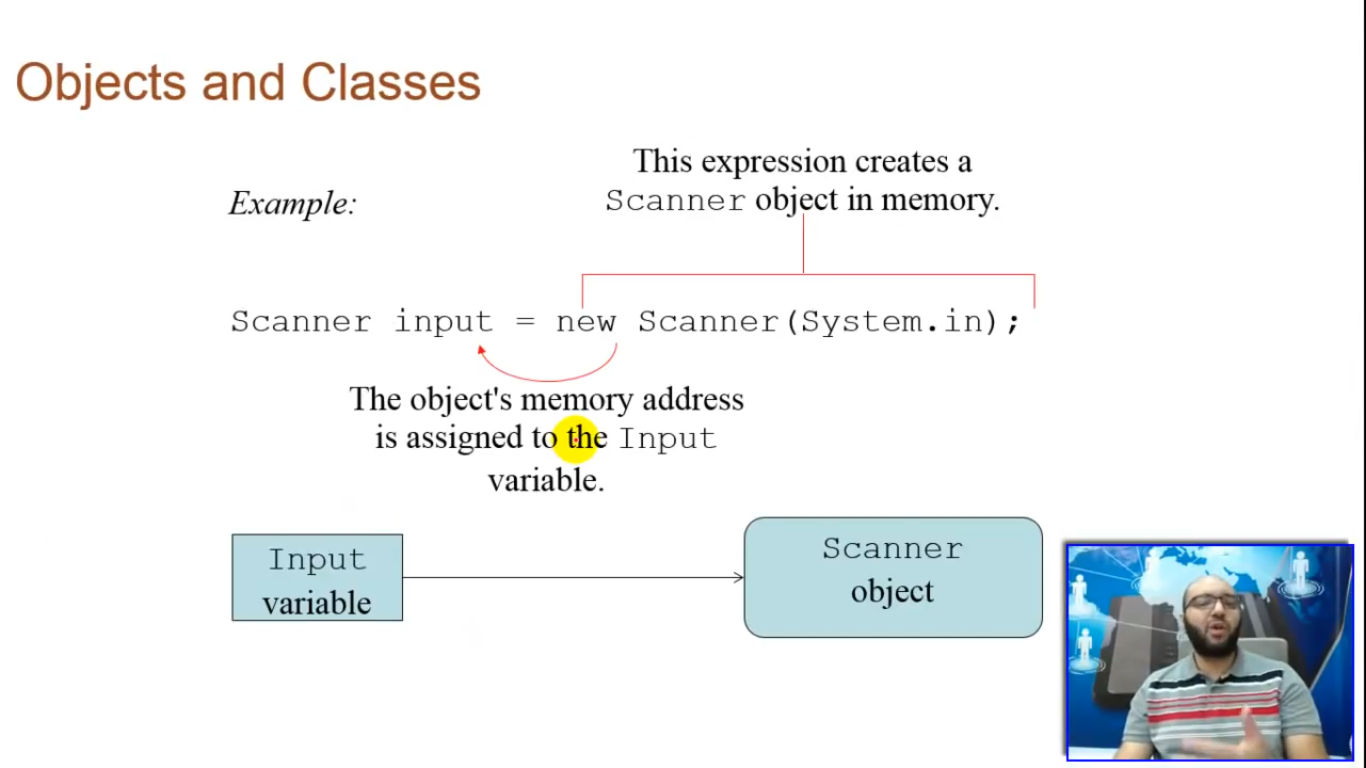 Objects and Classes
This expression creates a
Scanner object in memory.
Example:
Scanner input = new Scanner(System.in);
The object's memory address
is assigned to the Input
variable.
Input
variable
Scanner
object